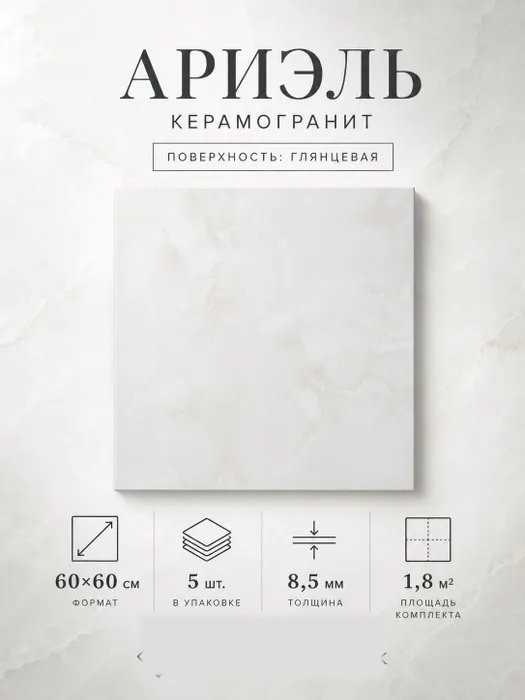 АРИЭЛЬ
КЕРАМОГРАНИТ
ПОВЕРХНОСТЬ: ГЛЯНЦЕВАЯ
60×60 см
ФОРМАТ
5 шт.
В УПАКОВКЕ
8,5 мм
ТОЛЩИНА
1,8 м²
ПЛОЩАДЬ
КОМПЛЕКТА